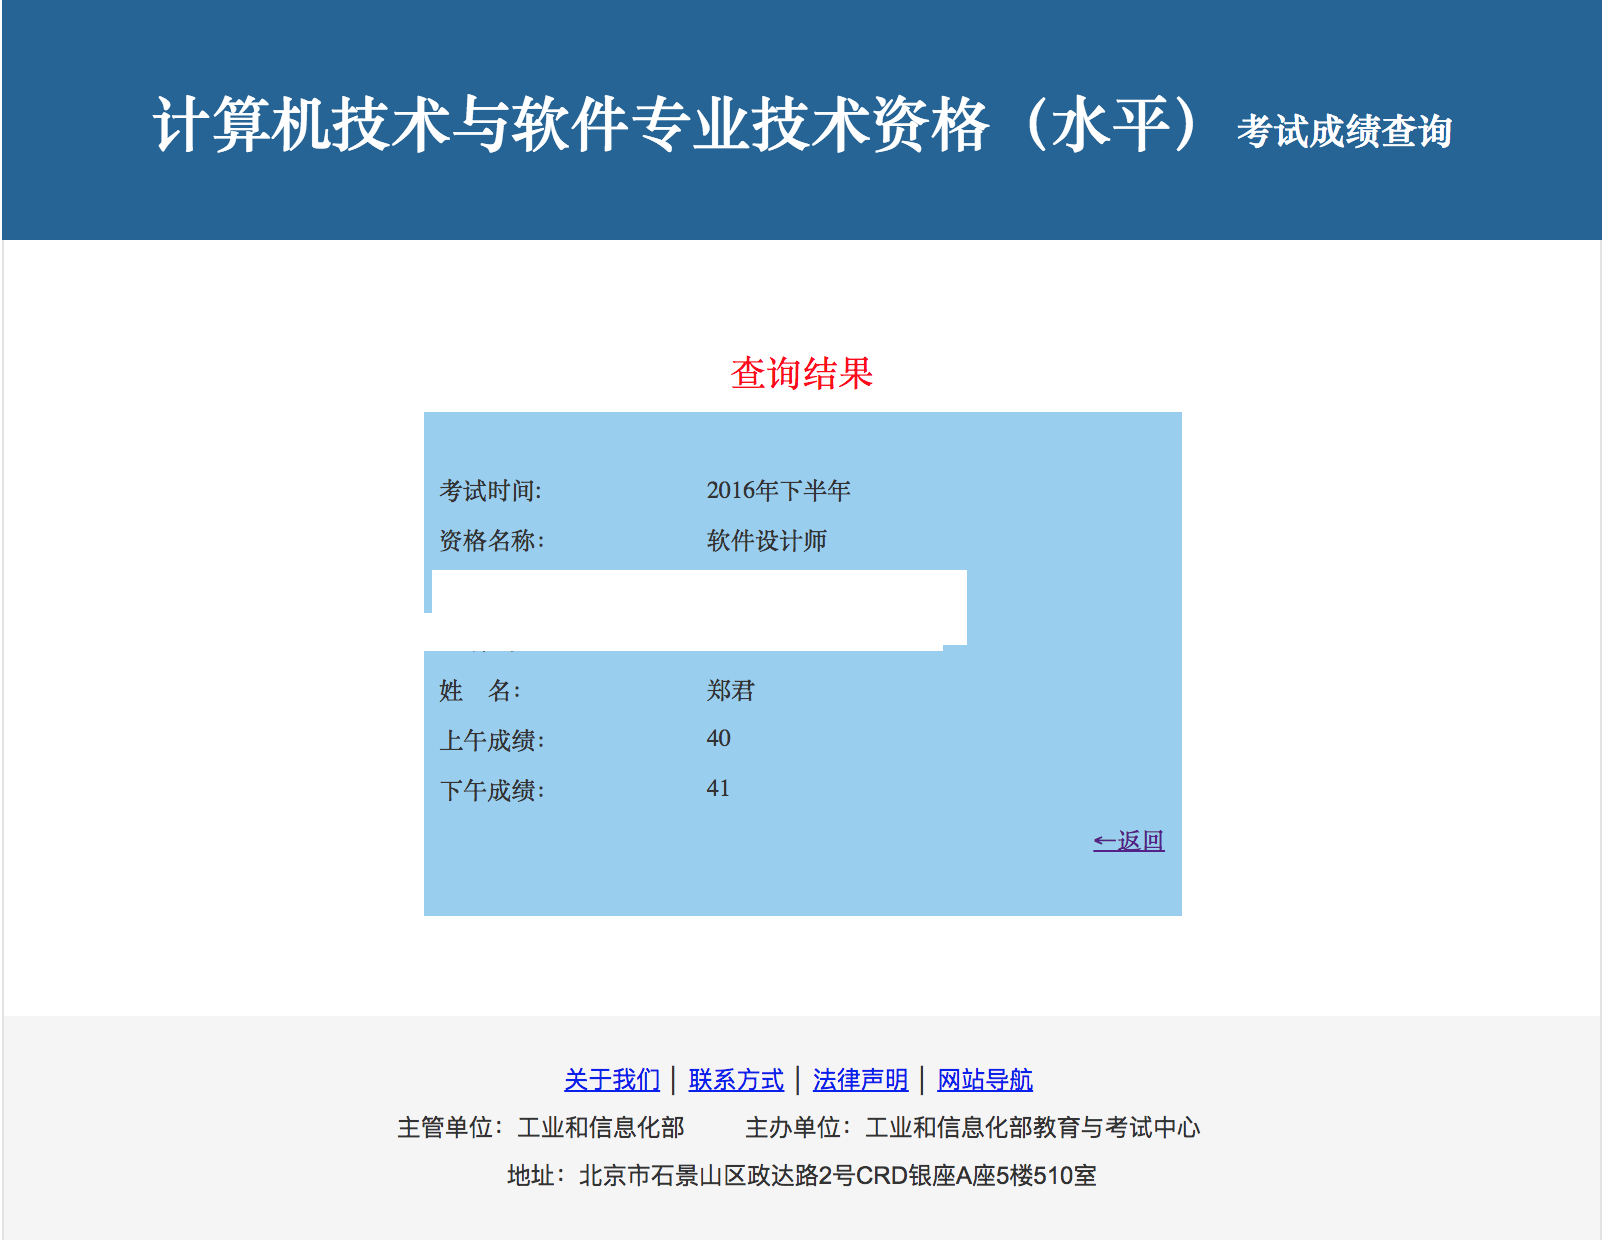 计算机技术与软件专业技术资格（水平）考试成绩查询
查询结果
考试时间: 2016年下半年
资格名称: 软件设计师
姓 名: 郑君
上午成绩: 40
下午成绩: 41
←返回
关于我们 | 联系方式 | 法律声明 | 网站导航
主管单位：工业和信息化部 主办单位：工业和信息化部教育与考试中心
地址：北京市石景山区政达路2号CRD银座A座5楼510室